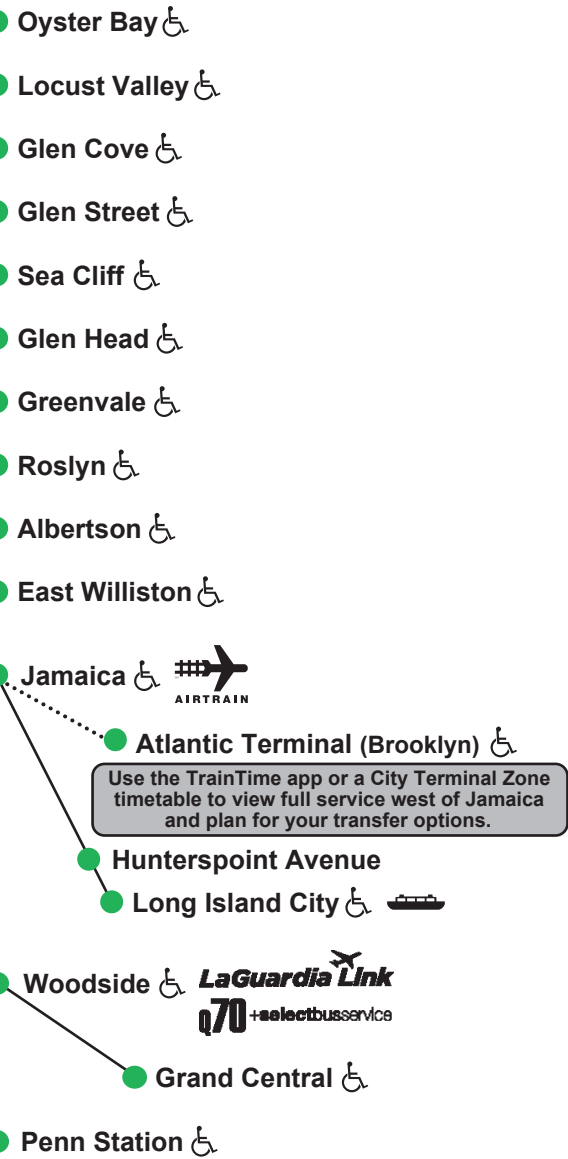 Oyster Bay
Locust Valley
Glen Cove
Glen Street
Sea Cliff
Glen Head
Greenvale
Roslyn
Albertson
East Williston
Jamaica
AIRTRAIN
Atlantic Terminal (Brooklyn)
Use the TrainTime app or a City Terminal Zone
timetable to view full service west of Jamaica
and plan for your transfer options.
Hunterspoint Avenue
Long Island City
Woodside
LaGuardia Link
Q70 +selectbusservice
Grand Central
Penn Station